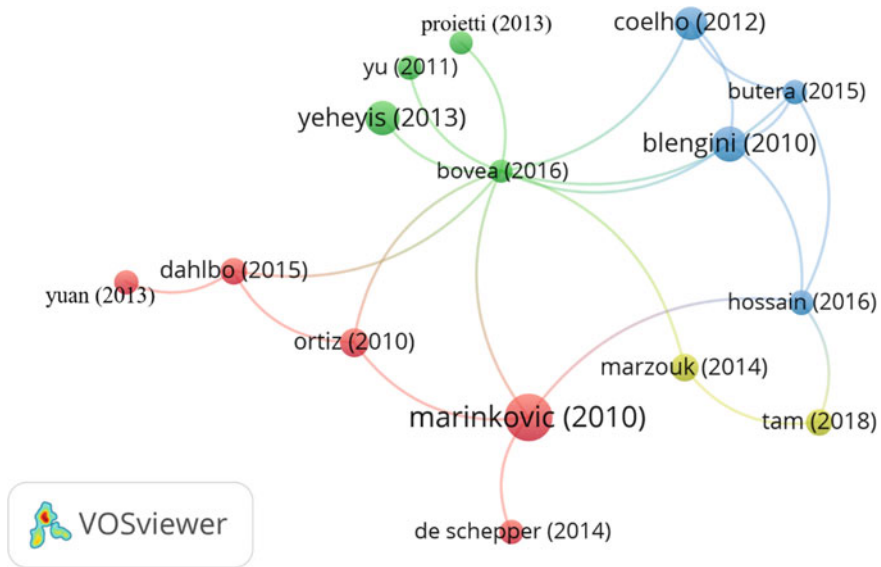 proietti (2013)
coelho (2012)
yu (2011)
butera (2015)
yeheyis (2013)
blengini (2010)
bovea (2016)
dahlbo (2015)
yuan (2013)
hossain (2016)
ortiz (2010)
marzouk (2014)
marinkovic (2010)
tam (2018)
de schepper (2014)
VOSviewer